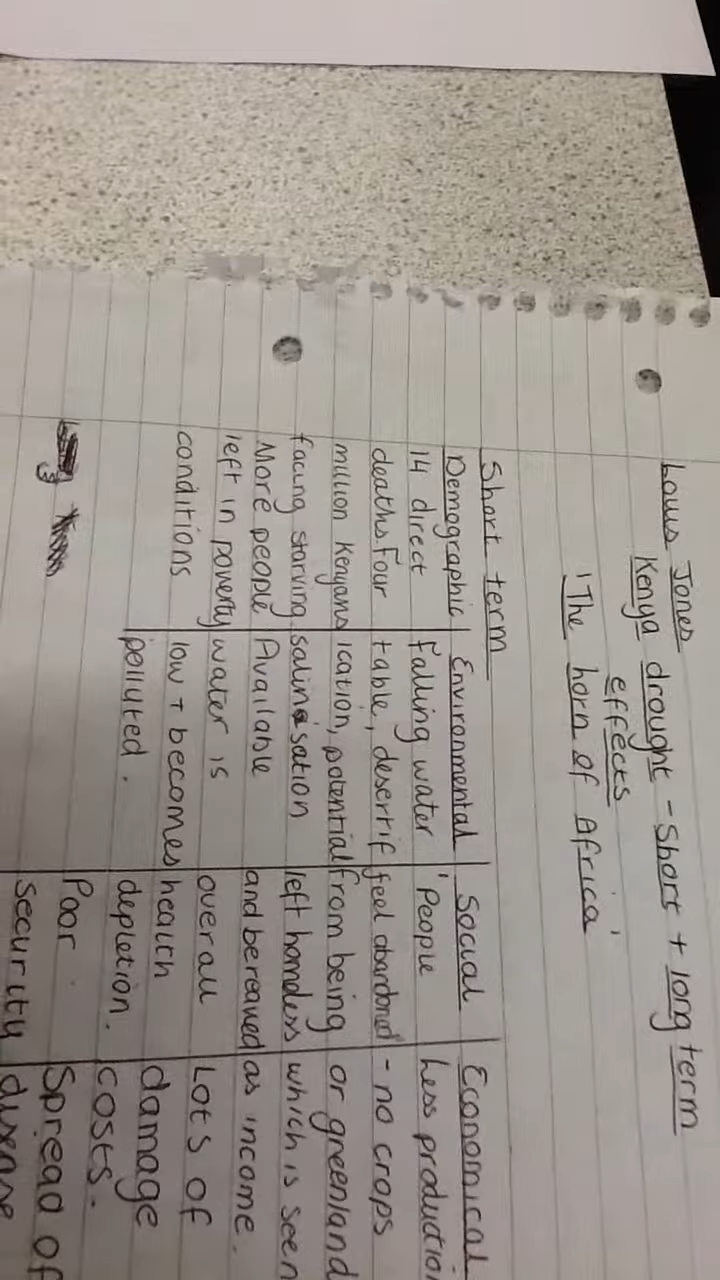 Louis Jones
Kenya drought - Short + long term
effects
'The horn of Africa'
Short term
Demographic Environmental Social Economical
14 direct falling water 'People Less production
deaths. Four table, desertif feel abandoned - no crops
million Kenyans ication, potential from being or greenland
facing starving. salinisation left homeless which is seen
More people Available and bereaved as income.
left in poverty water is overall Lots of
conditions low + becomes health damage
polluted. depletion. costs.
Poor Spread of
security disease